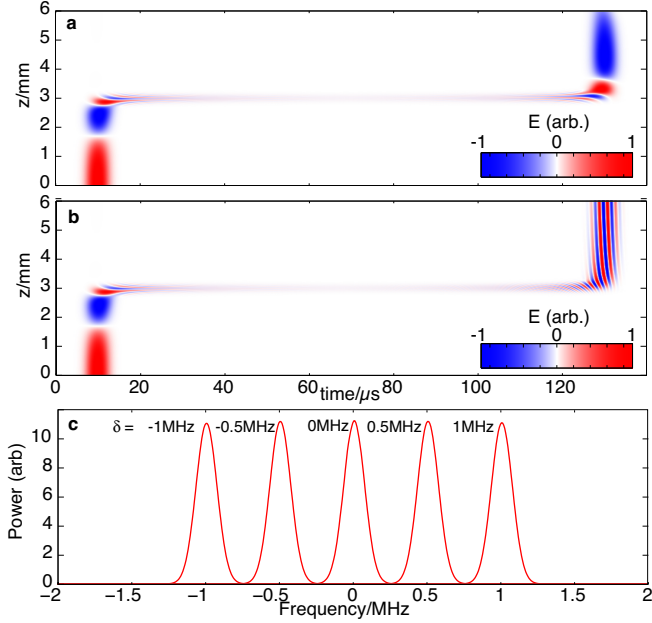 a
z/mm
6
5
4
3
2
1
0
E (arb.)
-1 0 1
b
z/mm
6
5
4
3
2
1
0
E (arb.)
-1 0 1
0 20 40 60 80 100 120
time/μs
c
δ = -1MHz -0.5MHz 0MHz 0.5MHz 1MHz
Power (arb)
10
8
6
4
2
0
−2 −1.5 −1 −0.5 0 0.5 1 1.5 2
Frequency/MHz